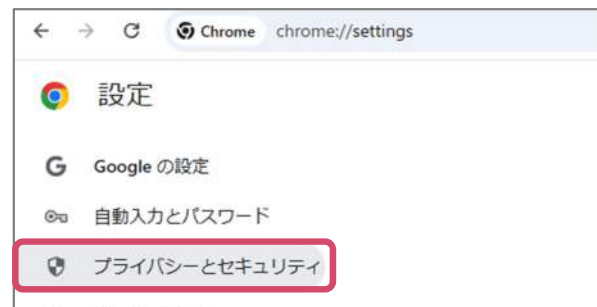 Chrome chrome://settings
設定
Google の設定
自動入力とパスワード
プライバシーとセキュリティ